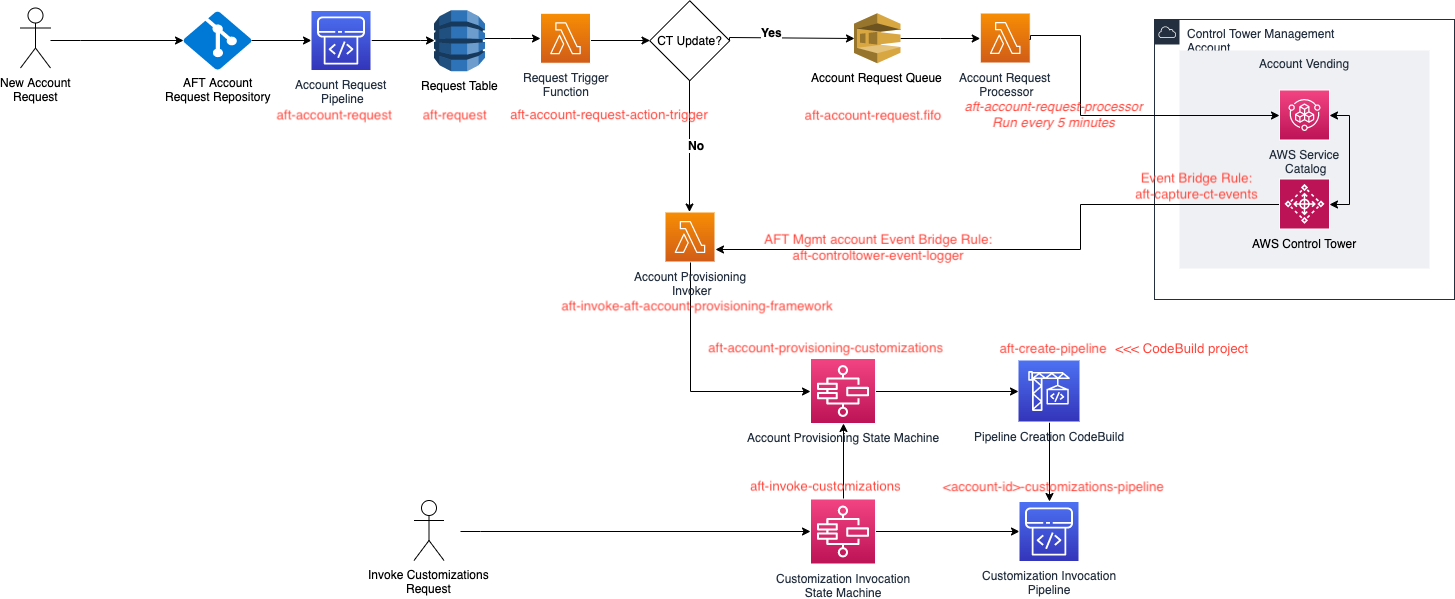 New Account
Request
AFT Account
Request Repository
Account Request
Pipeline
aft-account-request
Request Table
aft-request
Request Trigger
Function
aft-account-request-action-trigger
CT Update?
Yes
No
Account Request Queue
aft-account-request.fifo
Account Request
Processor
aft-account-request-processor
Run every 5 minutes
Control Tower Management
Account
Account Vending
AWS Service
Catalog
Event Bridge Rule:
aft-capture-ct-events
AWS Control Tower
AFT Mgmt account Event Bridge Rule:
aft-controltower-event-logger
Account Provisioning
Invoker
aft-invoke-aft-account-provisioning-framework
aft-account-provisioning-customizations
aft-create-pipeline <<< CodeBuild project
Account Provisioning State Machine
Pipeline Creation CodeBuild
aft-invoke-customizations
<account-id>-customizations-pipeline
Invoke Customizations
Request
Customization Invocation
State Machine
Customization Invocation
Pipeline